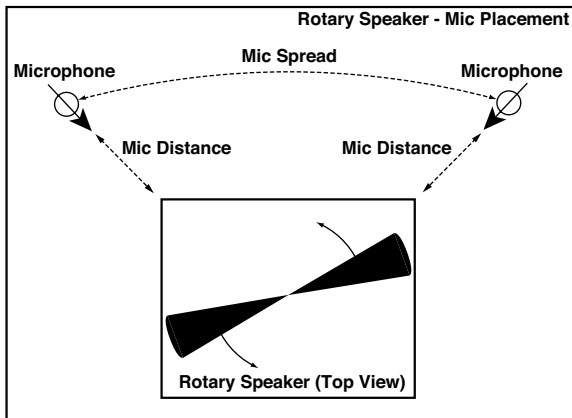 Rotary Speaker - Mic Placement
Mic Spread
Microphone
Microphone
Mic Distance
Mic Distance
Rotary Speaker (Top View)